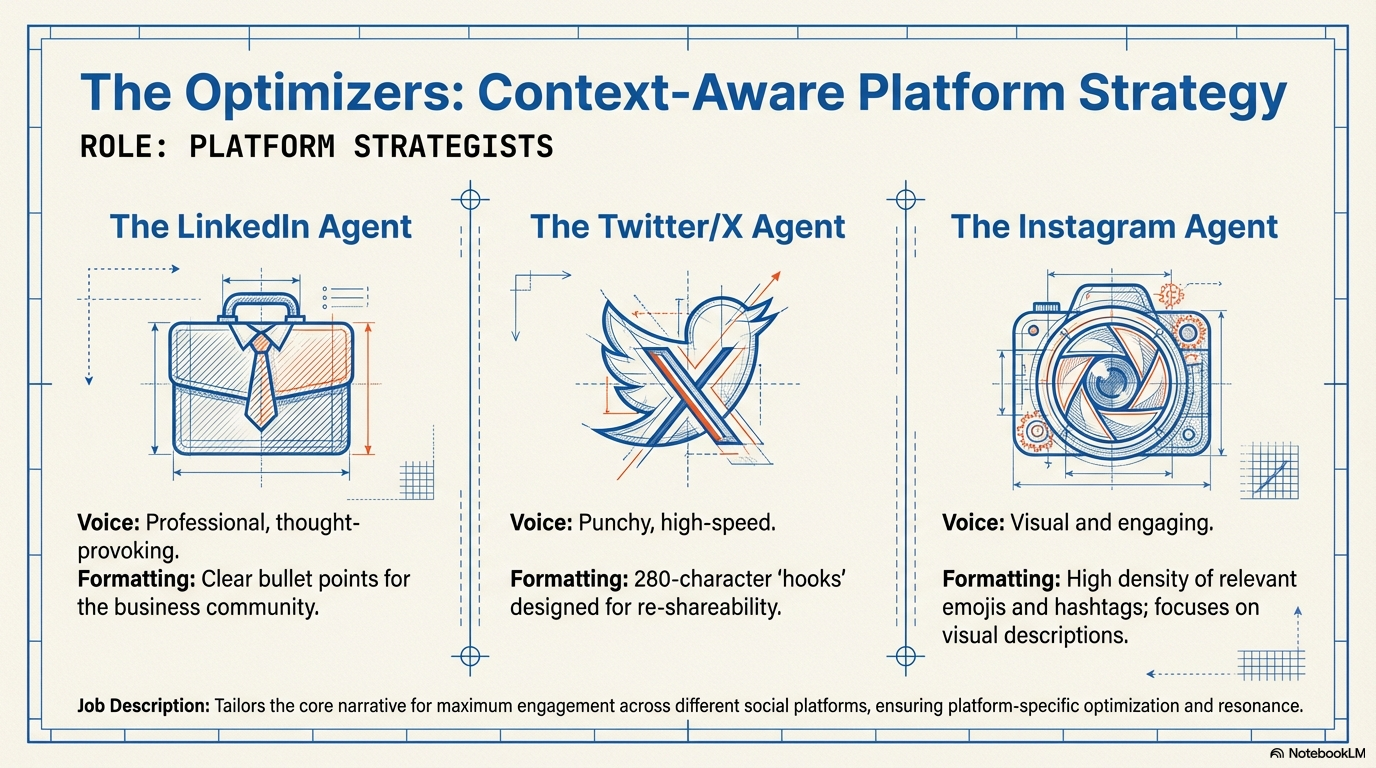 The Optimizers: Context-Aware Platform Strategy
ROLE: PLATFORM STRATEGISTS
The LinkedIn Agent
Voice: Professional, thought-
provoking.
Formatting: Clear bullet points for
the business community.
The Twitter/X Agent
Voice: Punchy, high-speed.
Formatting: 280-character ‘hooks’
designed for re-shareability.
The Instagram Agent
Voice: Visual and engaging.
Formatting: High density of relevant
emojis and hashtags; focuses on
visual descriptions.
Job Description: Tailors the core narrative for maximum engagement across different social platforms, ensuring platform-specific optimization and resonance.
NotebookLM